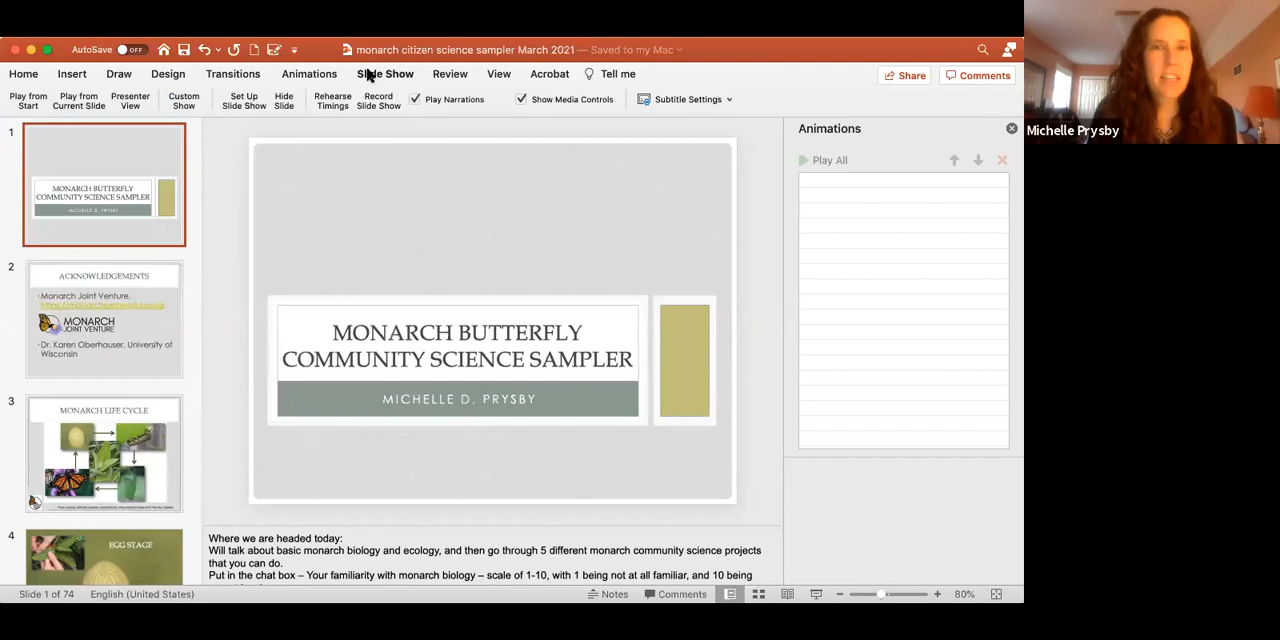 AutoSave OFF
monarch citizen science sampler March 2021 — Saved to my Mac
Home Insert Draw Design Transitions Animations Slide Show Review View Acrobat Tell me
Share Comments
Play from Start
Play from Current Slide
Presenter View
Custom Show
Set Up Slide Show
Hide Slide
Rehearse Timings
Record Slide Show
Play Narrations
Show Media Controls
Subtitle Settings
Michelle Prysby
1
MONARCH BUTTERFLY
COMMUNITY SCIENCE SAMPLER
MICHELLE D. PRYSBY
2
ACKNOWLEDGEMENTS
Monarch Joint Venture,
MONARCH
JOINT VENTURE
Dr. Karen Oberhauser, University of
Wisconsin
3
MONARCH LIFE CYCLE
4
EGG STAGE
MONARCH BUTTERFLY
COMMUNITY SCIENCE SAMPLER
MICHELLE D. PRYSBY
Animations
Play All
Where we are headed today:
Will talk about basic monarch biology and ecology, and then go through 5 different monarch community science projects
that you can do.
Put in the chat box – Your familiarity with monarch biology – scale of 1-10, with 1 being not at all familiar, and 10 being
Slide 1 of 74 English (United States)
Notes Comments 80%